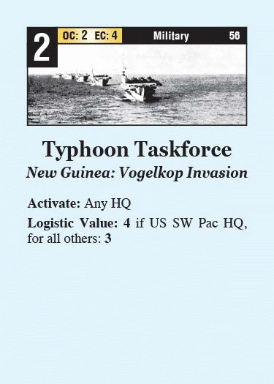 2 OC: 2 EC: 4 Military 56
Typhoon Taskforce
New Guinea: Vogelkop Invasion
Activate: Any HQ
Logistic Value: 4 if US SW Pac HQ,
for all others: 3